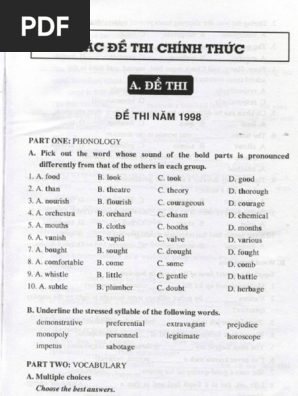 PDF
ÁC ĐỀ THI CHÍNH THỨC
A. ĐỀ THI
ĐỀ THI NĂM 1998
PART ONE: PHONOLOGY
A. Pick out the word whose sound of the bold parts is pronounced
differently from that of the others in each group.
1. A. food B. look C. took D. good
2. A. than B. theatre C. theory D. thorough
3. A. nourish B. flourish C. courageous D. courage
4. A. orchestra B. orchard C. chasm D. chemical
5. A. mouths B. cloths C. booths D. months
6. A. vanish B. vapid C. valve D. various
7. A. bought B. sought C. drought D. fought
8. A. comfortable B. come C. some D. comb
9. A. whistle B. little C. gentle D. battle
10. A. subtle B. plumber C. doubt D. herbage
B. Underline the stressed syllable of the following words.
demonstrative preferential extravagant prejudice
monopoly personnel legitimate horoscope
impetus sabotage
PART TWO: VOCABULARY
A. Multiple choices
Choose the best answers.